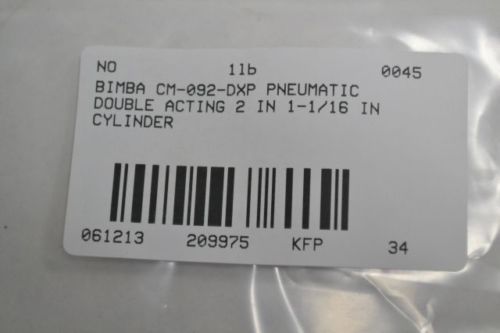 NO 1lb 0045
BIMBA CM-092-DXP PNEUMATIC
DOUBLE ACTING 2 IN 1-1/16 IN
CYLINDER
061213 209975 KFP 34